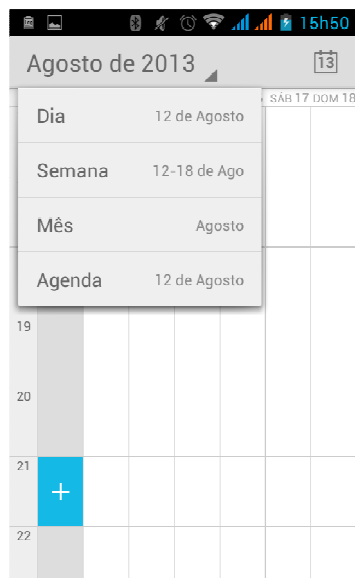 15h50
Agosto de 2013
13
SÁB 17 DOM 18
Dia 12 de Agosto
Semana 12-18 de Ago
Mês Agosto
Agenda 12 de Agosto
19
20
21
+
22